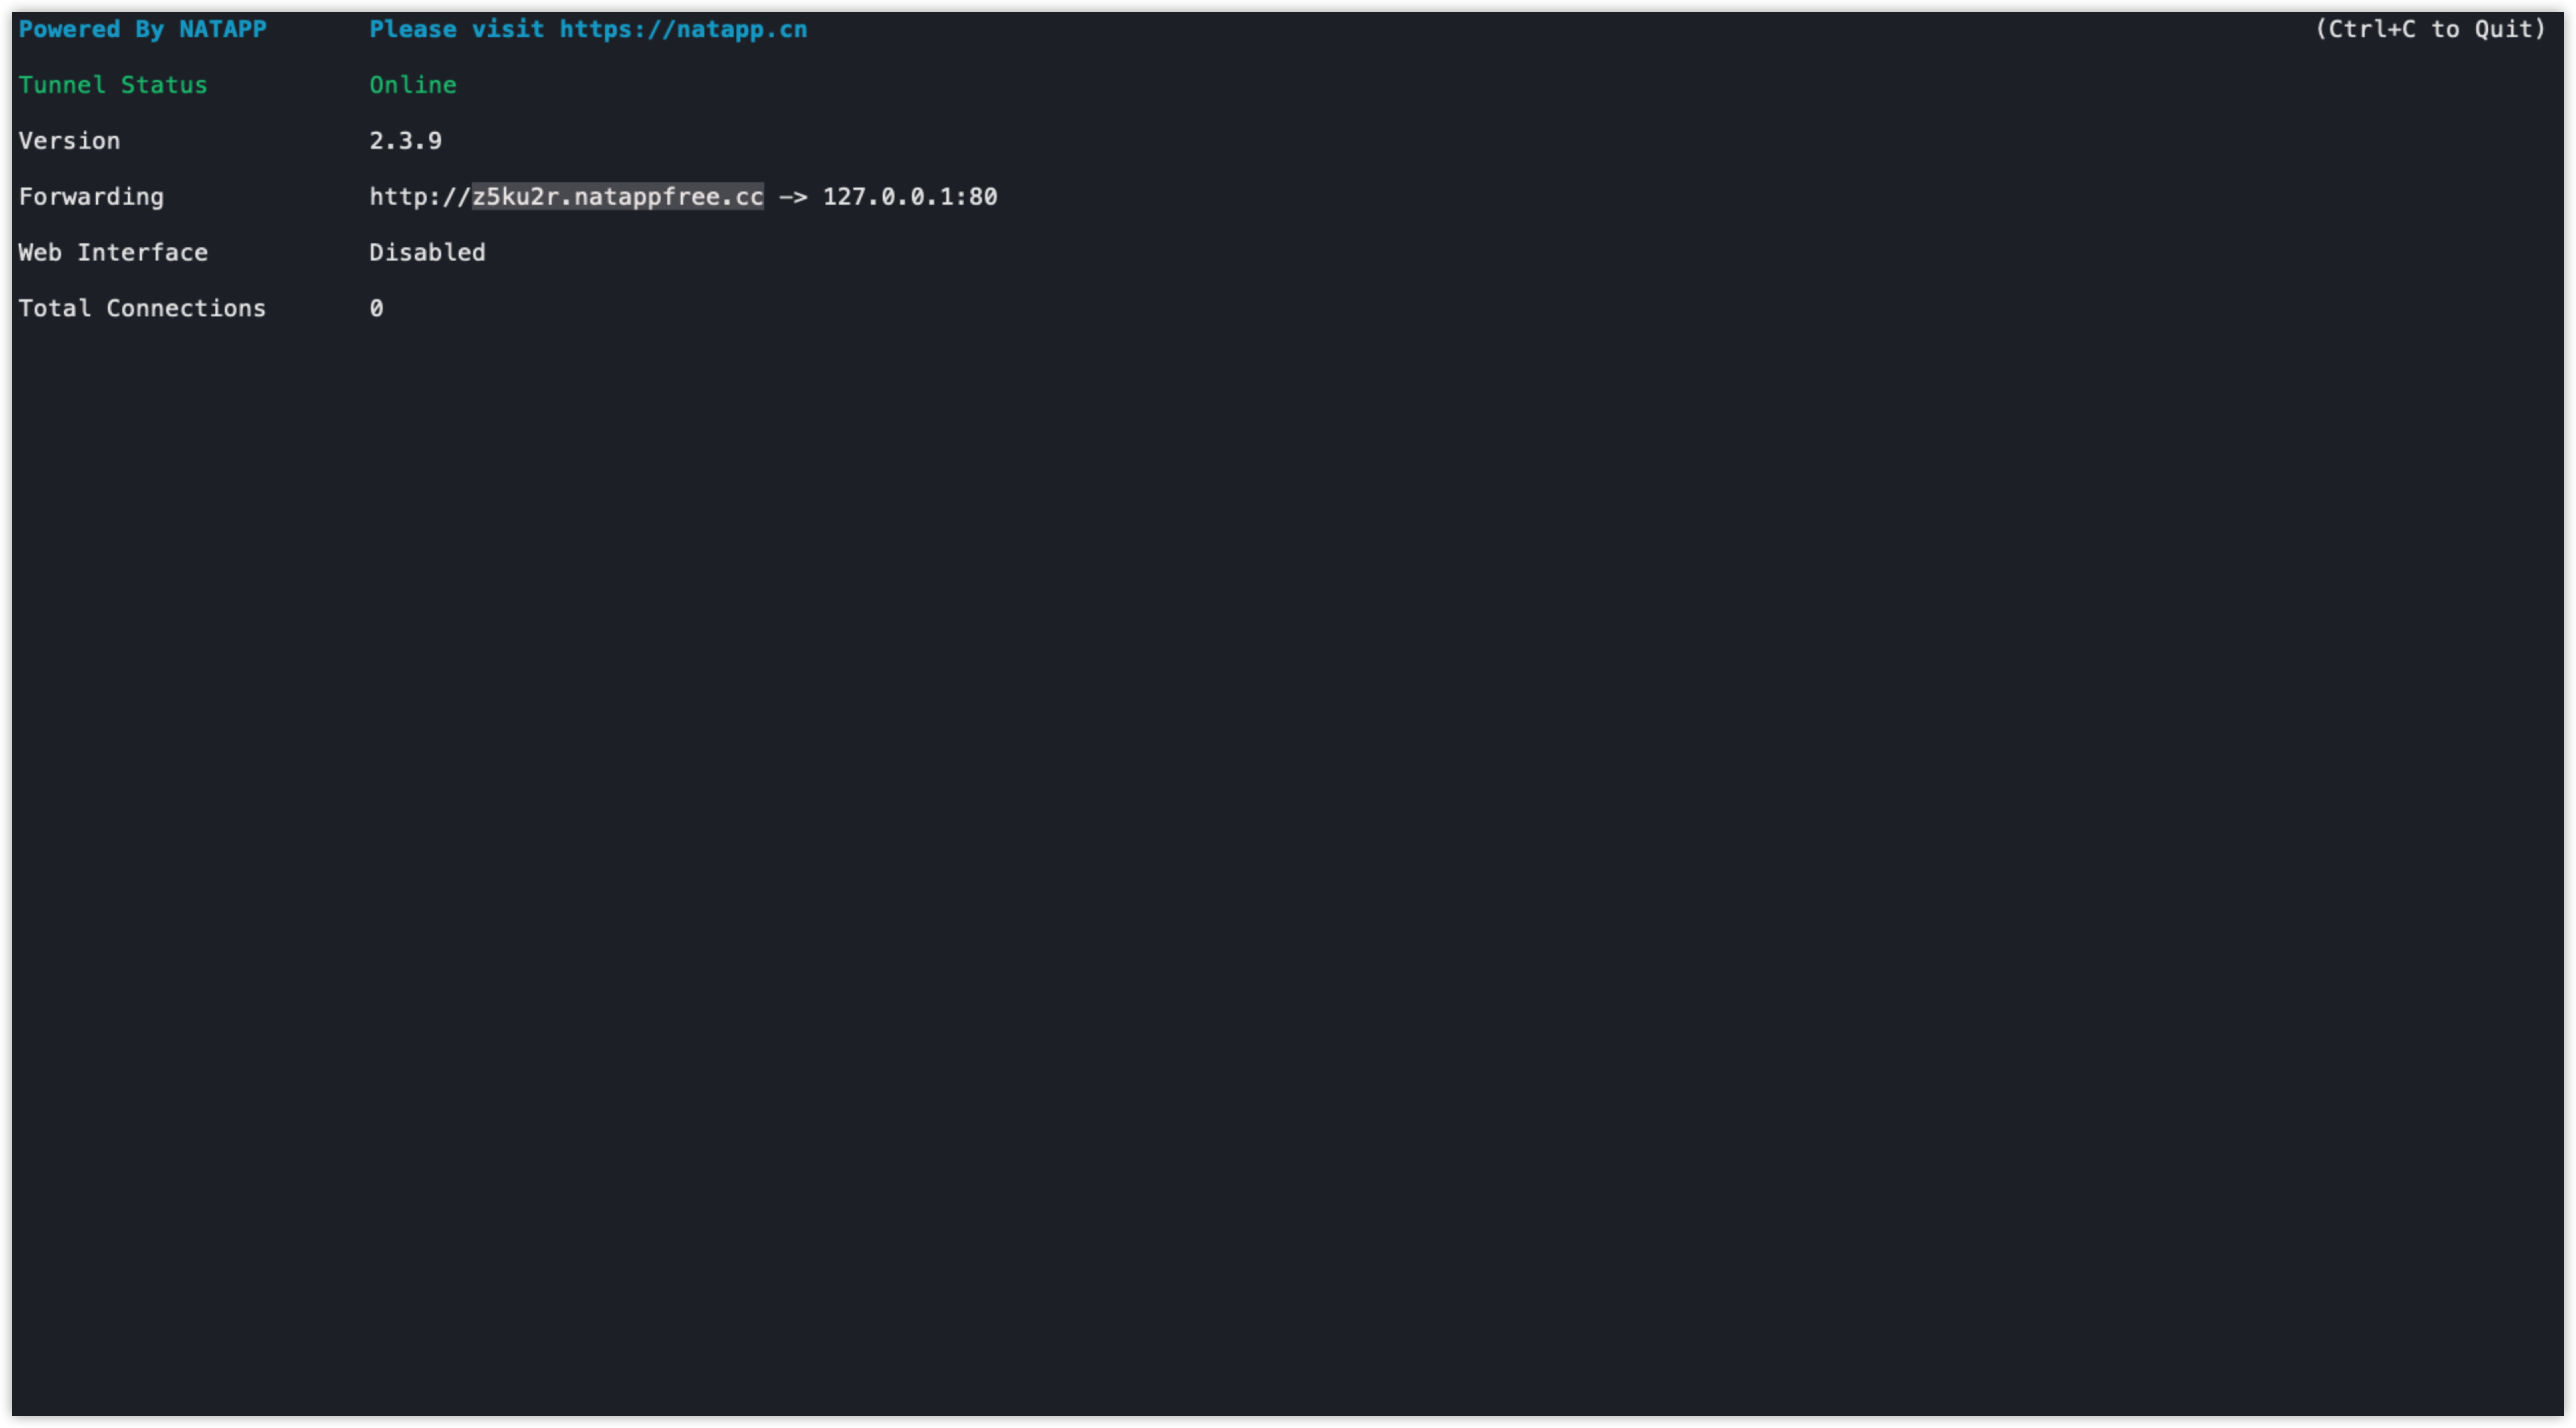 Powered By NATAPP Please visit https://natapp.cn (Ctrl+C to Quit)
Tunnel Status Online
Version 2.3.9
Forwarding http://z5ku2r.natappfree.cc —> 127.0.0.1:80
Web Interface Disabled
Total Connections 0